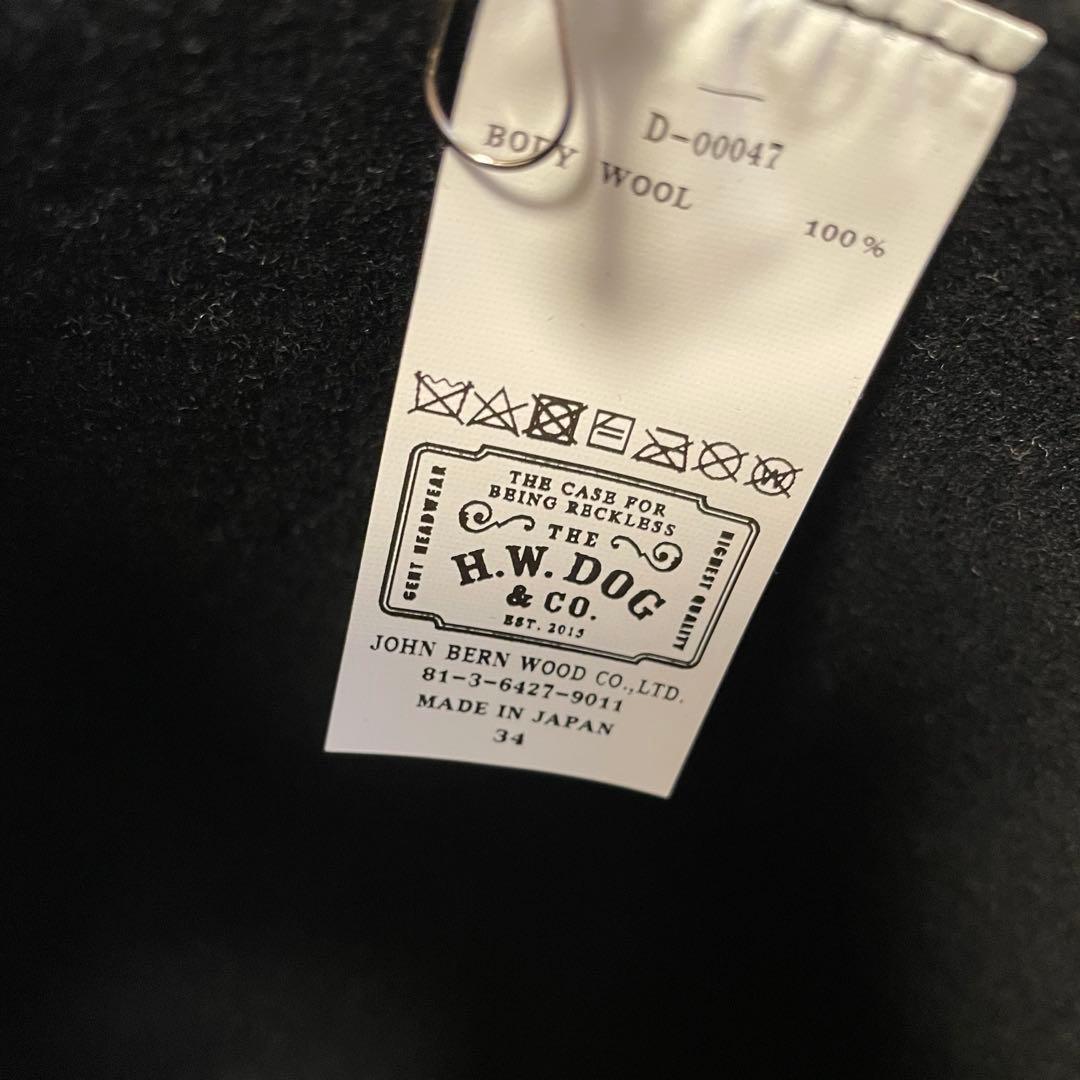 D-00047
BODY WOOL
100%
THE CASE FOR
BEING RECKLESS
THE
H.W. DOG
& CO.
EST. 2015
GENT HEADWEAR
HIGHEST QUALITY
JOHN BERN WOOD CO.,LTD.
81-3-6427-9011
MADE IN JAPAN
34